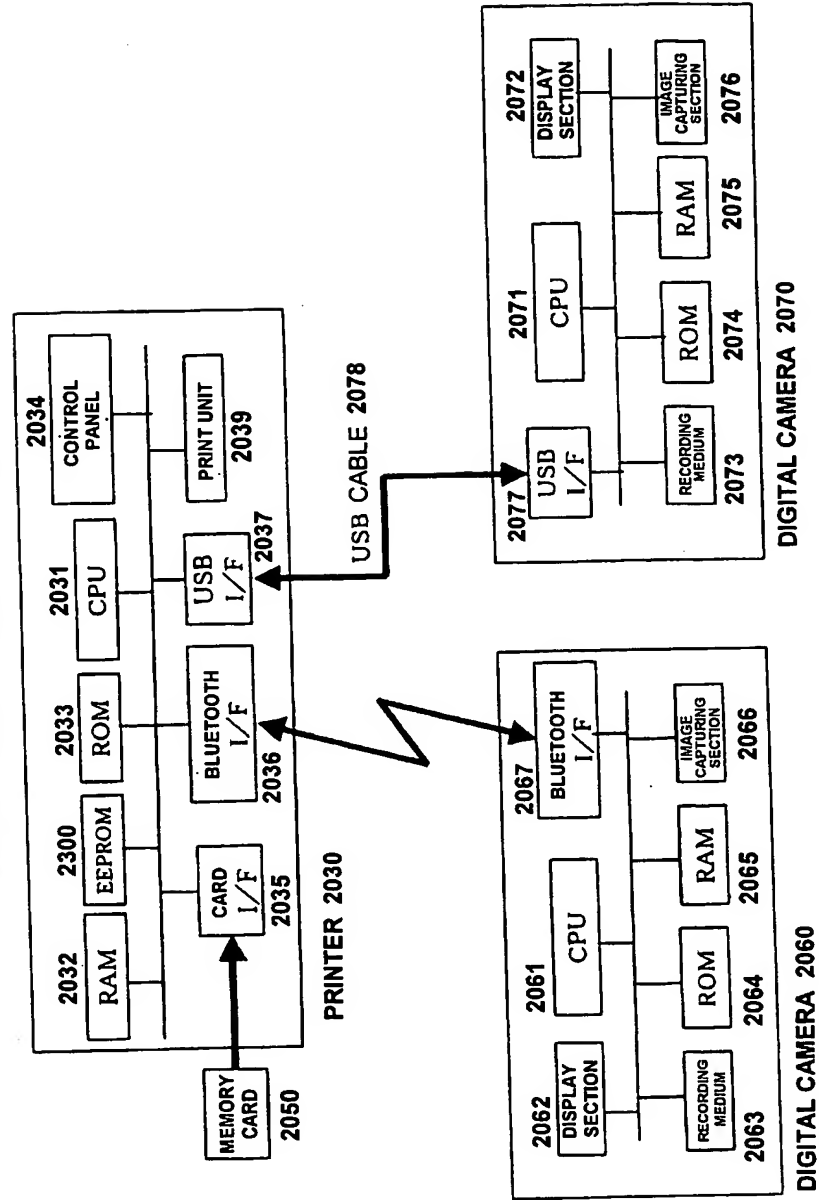 2032
RAM
2300
EEPROM
2033
ROM
2031
CPU
2034
CONTROL
PANEL
CARD
I/F
2035
BLUETOOTH
I/F
2036
USB
I/F
2037
PRINT UNIT
2039
PRINTER 2030
MEMORY
CARD
2050
USB CABLE 2078
2062
DISPLAY
SECTION
2061
CPU
2067
BLUETOOTH
I/F
RECORDING
MEDIUM
2063
ROM
2064
RAM
2065
IMAGE
CAPTURING
SECTION
2066
DIGITAL CAMERA 2060
2077
USB
I/F
2071
CPU
2072
DISPLAY
SECTION
RECORDING
MEDIUM
2073
ROM
2074
RAM
2075
IMAGE
CAPTURING
SECTION
2076
DIGITAL CAMERA 2070